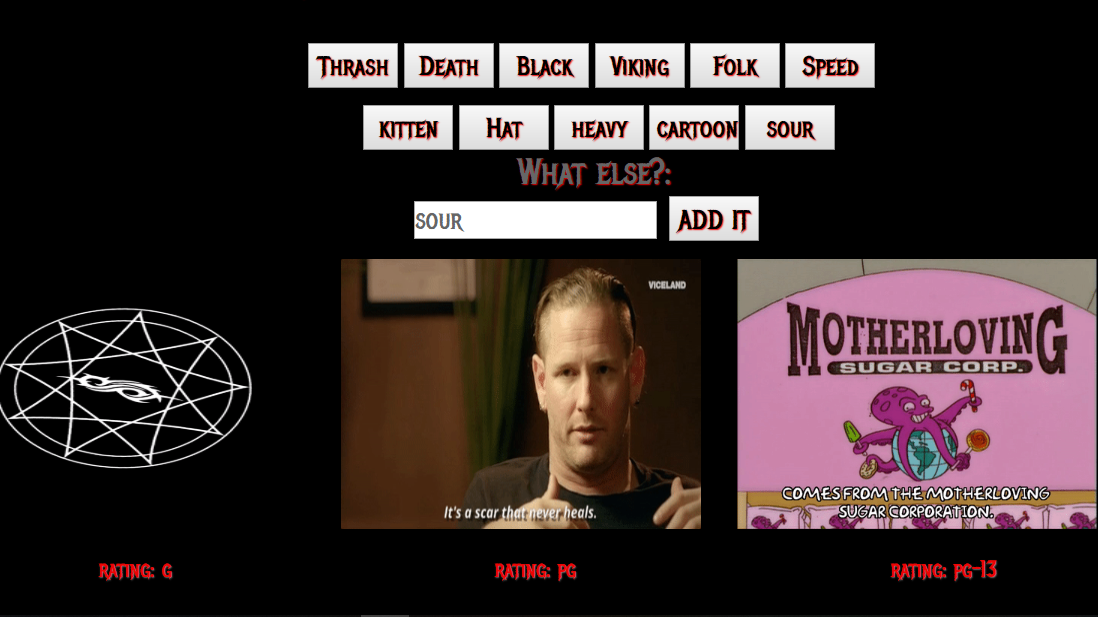 Thrash Death Black Viking Folk Speed
kitten Hat heavy cartoon sour
What else?:
sour ADD IT
VICELAND
MOTHERLOVING
SUGAR CORP.
It's a scar that never heals.
COMES FROM THE MOTHERLOVING
SUGAR CORPORATION.
Rating: g Rating: pg Rating: pg-13